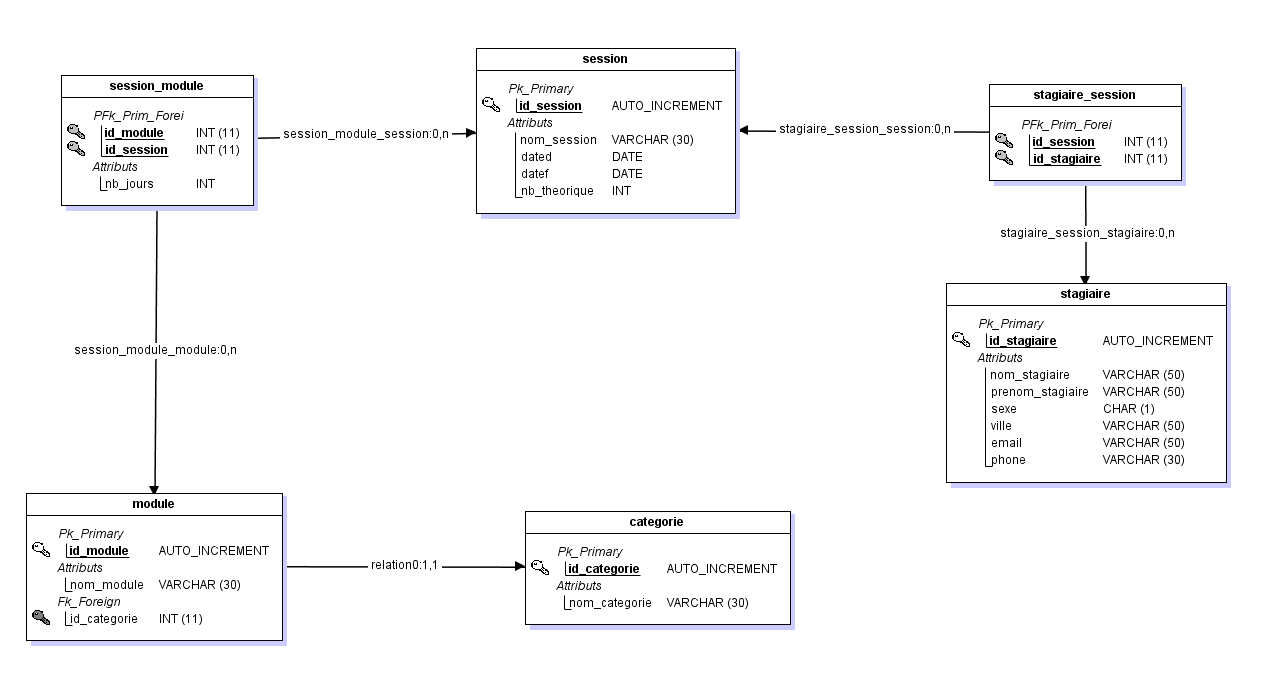 session_module
PFk_Prim_Forei
id_module INT (11)
id_session INT (11)
Attributs
nb_jours INT
session_module_session:0,n
session
Pk_Primary
id_session AUTO_INCREMENT
Attributs
nom_session VARCHAR (30)
dated DATE
datef DATE
nb_theorique INT
stagiaire_session_session:0,n
stagiaire_session
PFk_Prim_Forei
id_session INT (11)
id_stagiaire INT (11)
stagiaire_session_stagiaire:0,n
stagiaire
Pk_Primary
id_stagiaire AUTO_INCREMENT
Attributs
nom_stagiaire VARCHAR (50)
prenom_stagiaire VARCHAR (50)
sexe CHAR (1)
ville VARCHAR (50)
email VARCHAR (50)
phone VARCHAR (30)
session_module_module:0,n
module
Pk_Primary
id_module AUTO_INCREMENT
Attributs
nom_module VARCHAR (30)
Fk_Foreign
id_categorie INT (11)
relation0:1,1
categorie
Pk_Primary
id_categorie AUTO_INCREMENT
Attributs
nom_categorie VARCHAR (30)